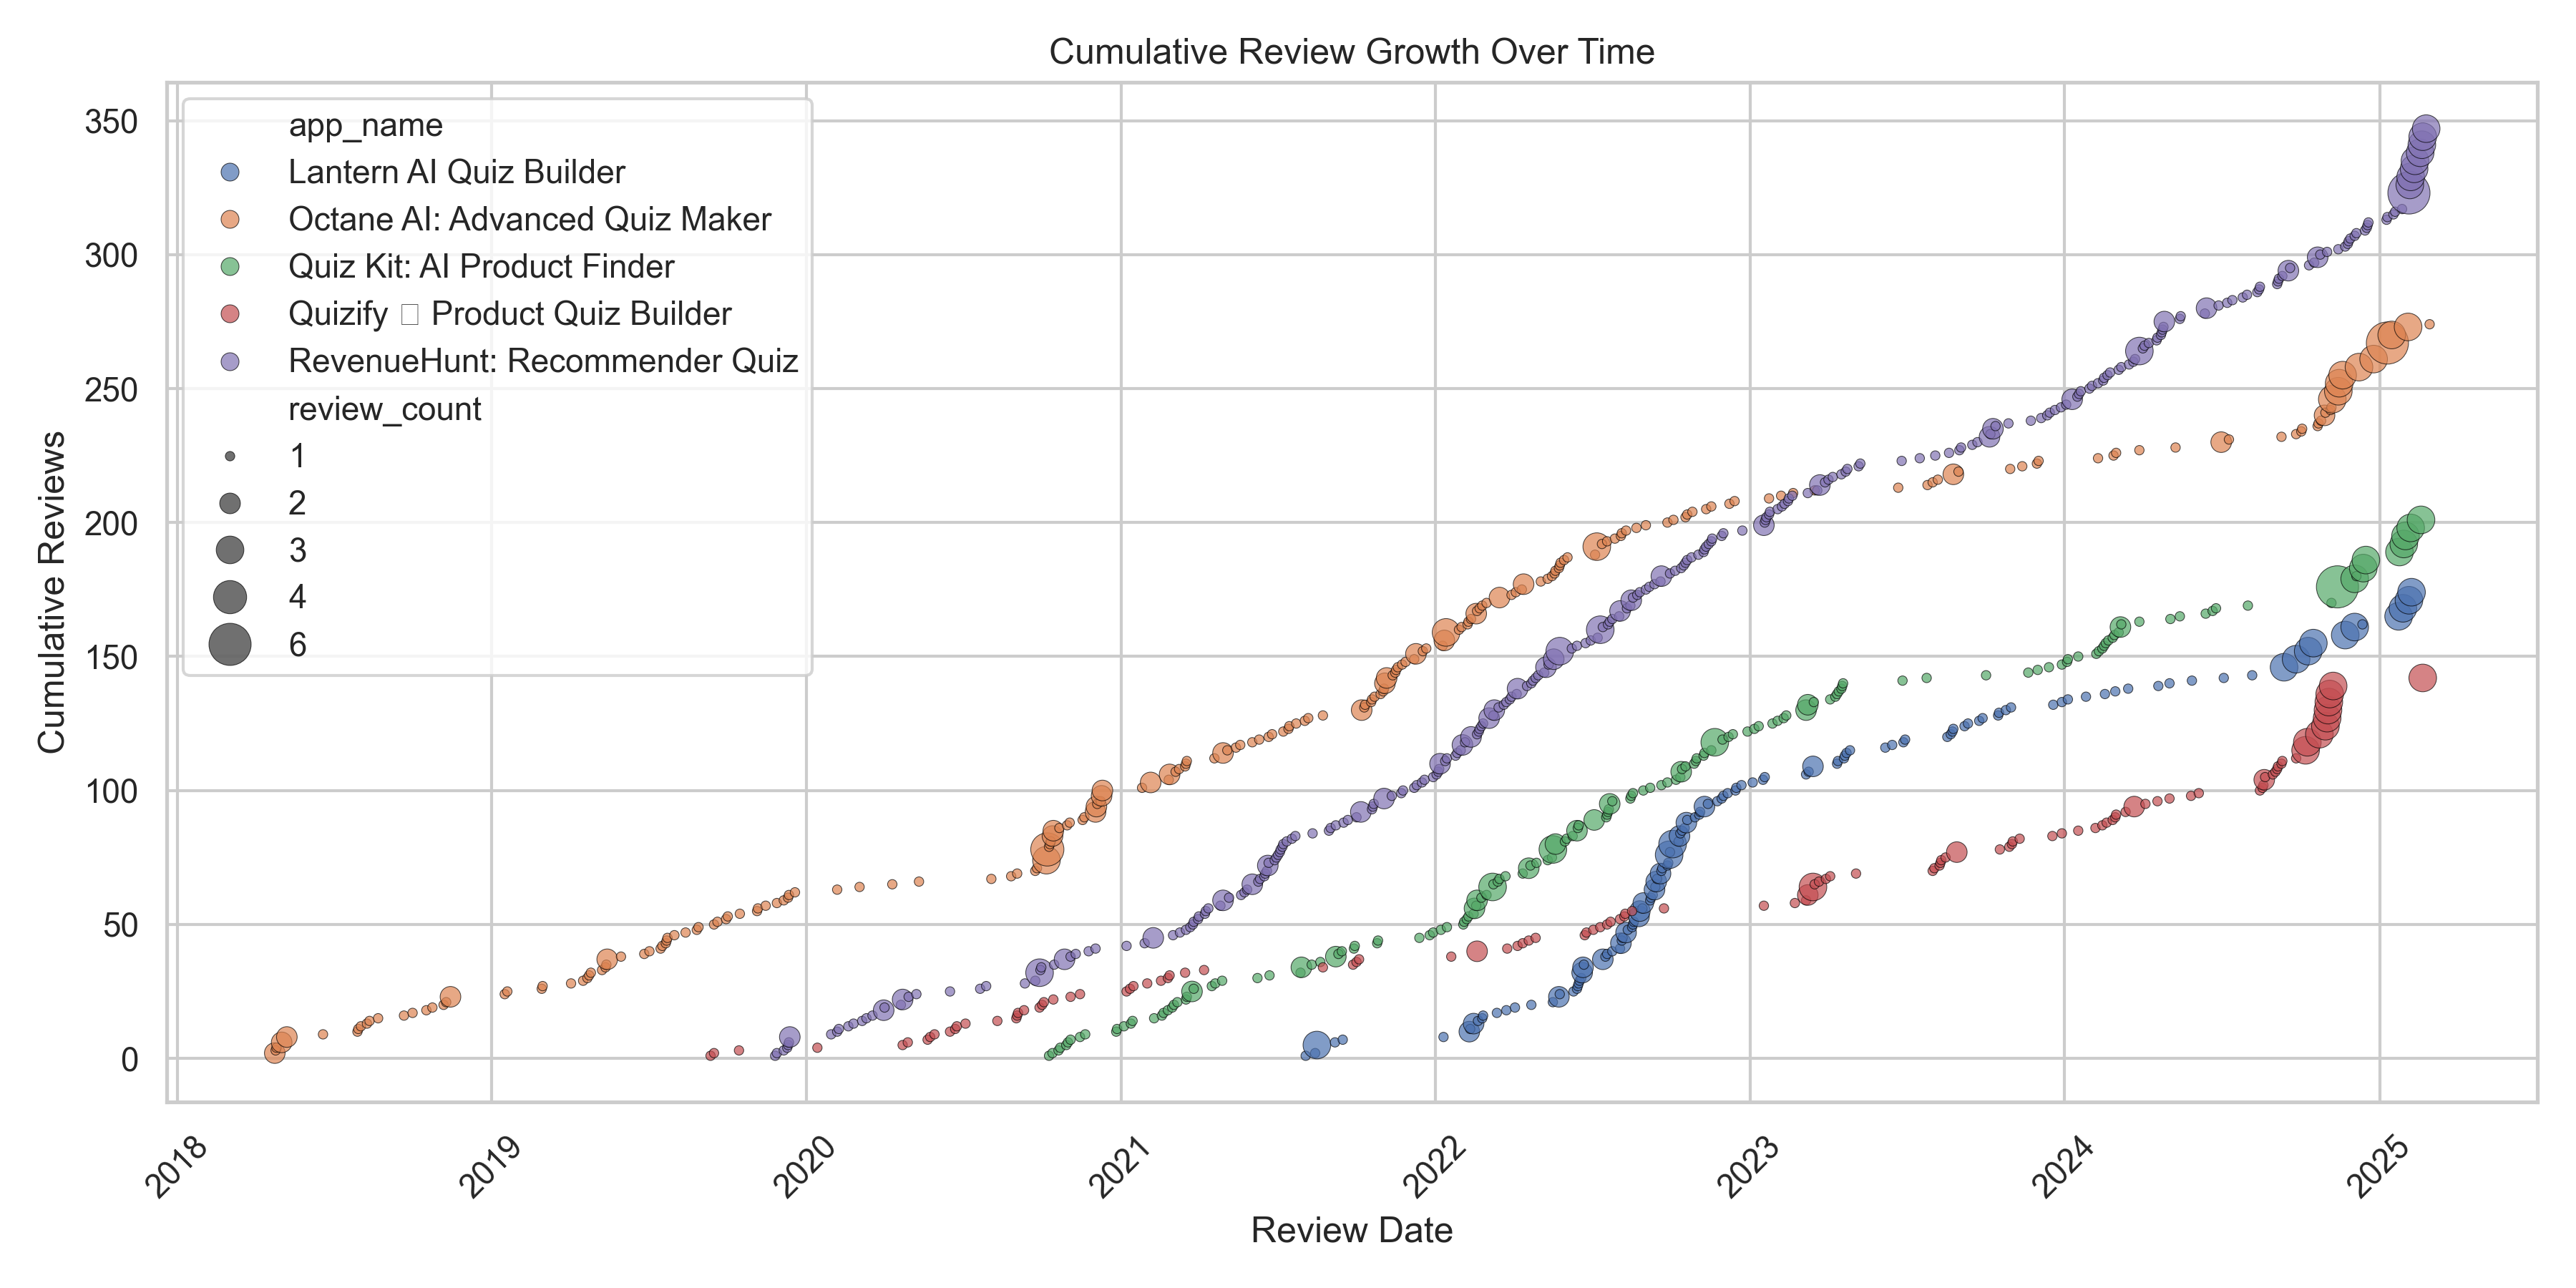 Cumulative Review Growth Over Time
350
300
250
200
150
100
50
0
Cumulative Reviews
app_name
Lantern AI Quiz Builder
Octane AI: Advanced Quiz Maker
Quiz Kit: AI Product Finder
Quizify □ Product Quiz Builder
RevenueHunt: Recommender Quiz
review_count
1
2
3
4
6
2018
2019
2020
2021
2022
2023
2024
2025
Review Date